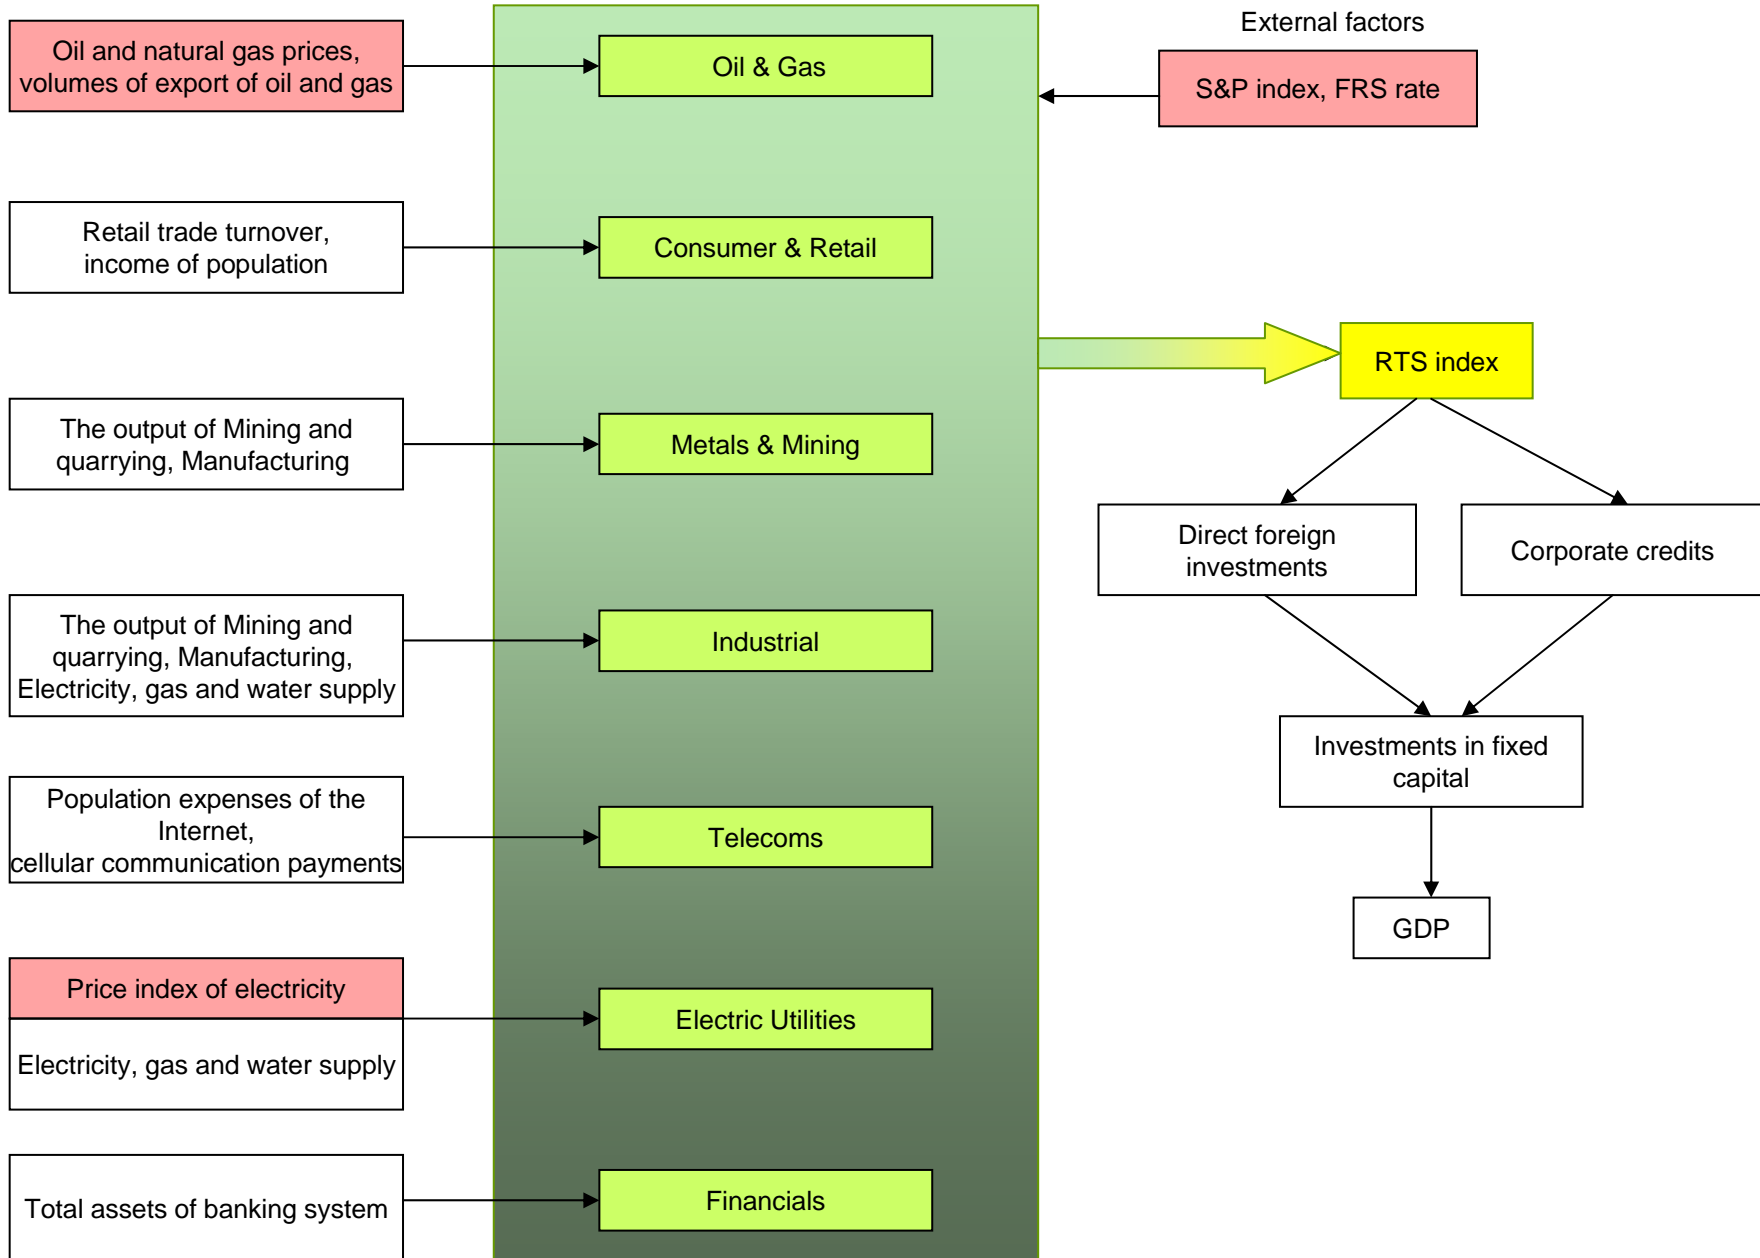 External factors
Oil and natural gas prices,
volumes of export of oil and gas
Oil & Gas
S&P index, FRS rate
Retail trade turnover,
income of population
Consumer & Retail
RTS index
The output of Mining and
quarrying, Manufacturing
Metals & Mining
Direct foreign
investments
Corporate credits
The output of Mining and
quarrying, Manufacturing,
Electricity, gas and water supply
Industrial
Investments in fixed
capital
Population expenses of the
Internet,
cellular communication payments
Telecoms
GDP
Price index of electricity
Electricity, gas and water supply
Electric Utilities
Total assets of banking system
Financials